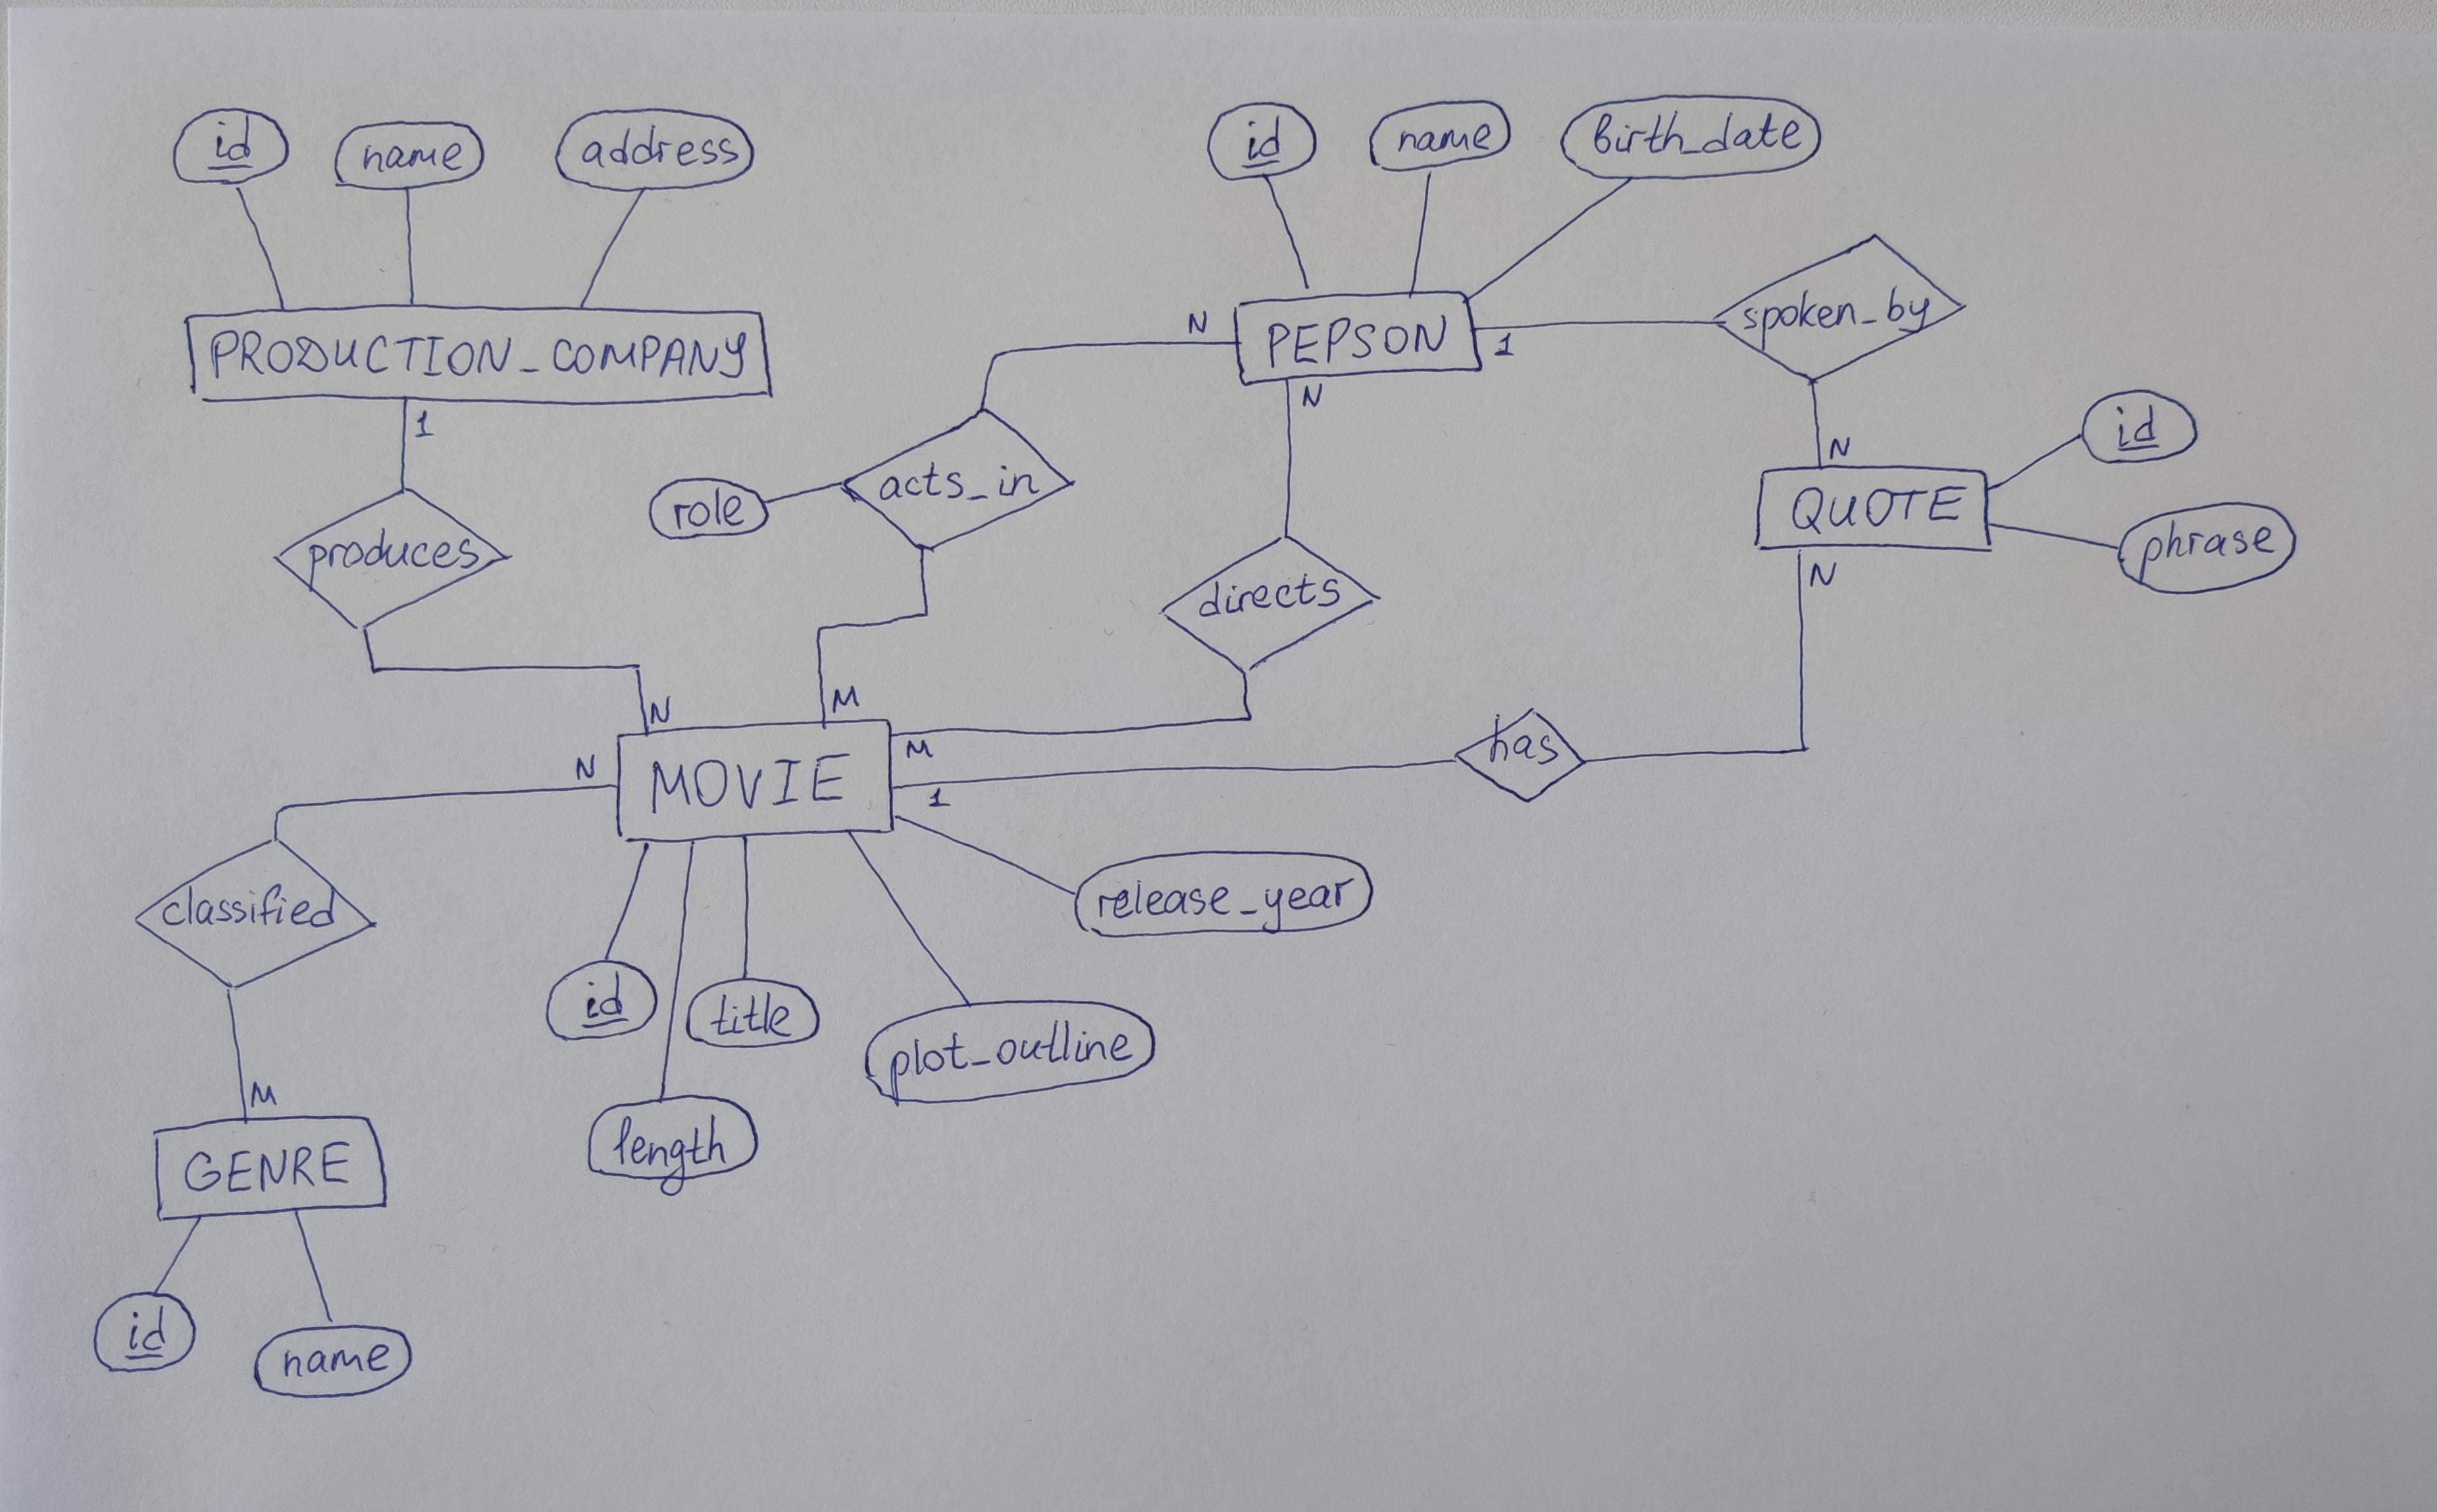 id
name
address
id
name
birth_date
PRODUCTION_COMPANY
1
produces
N
role
acts_in
N
M
PEPSON
1
spoken_by
N
N
directs
M
QUOTE
id
phrase
N
has
1
MOVIE
N
classified
M
release_year
id
title
plot_outline
length
GENRE
id
name